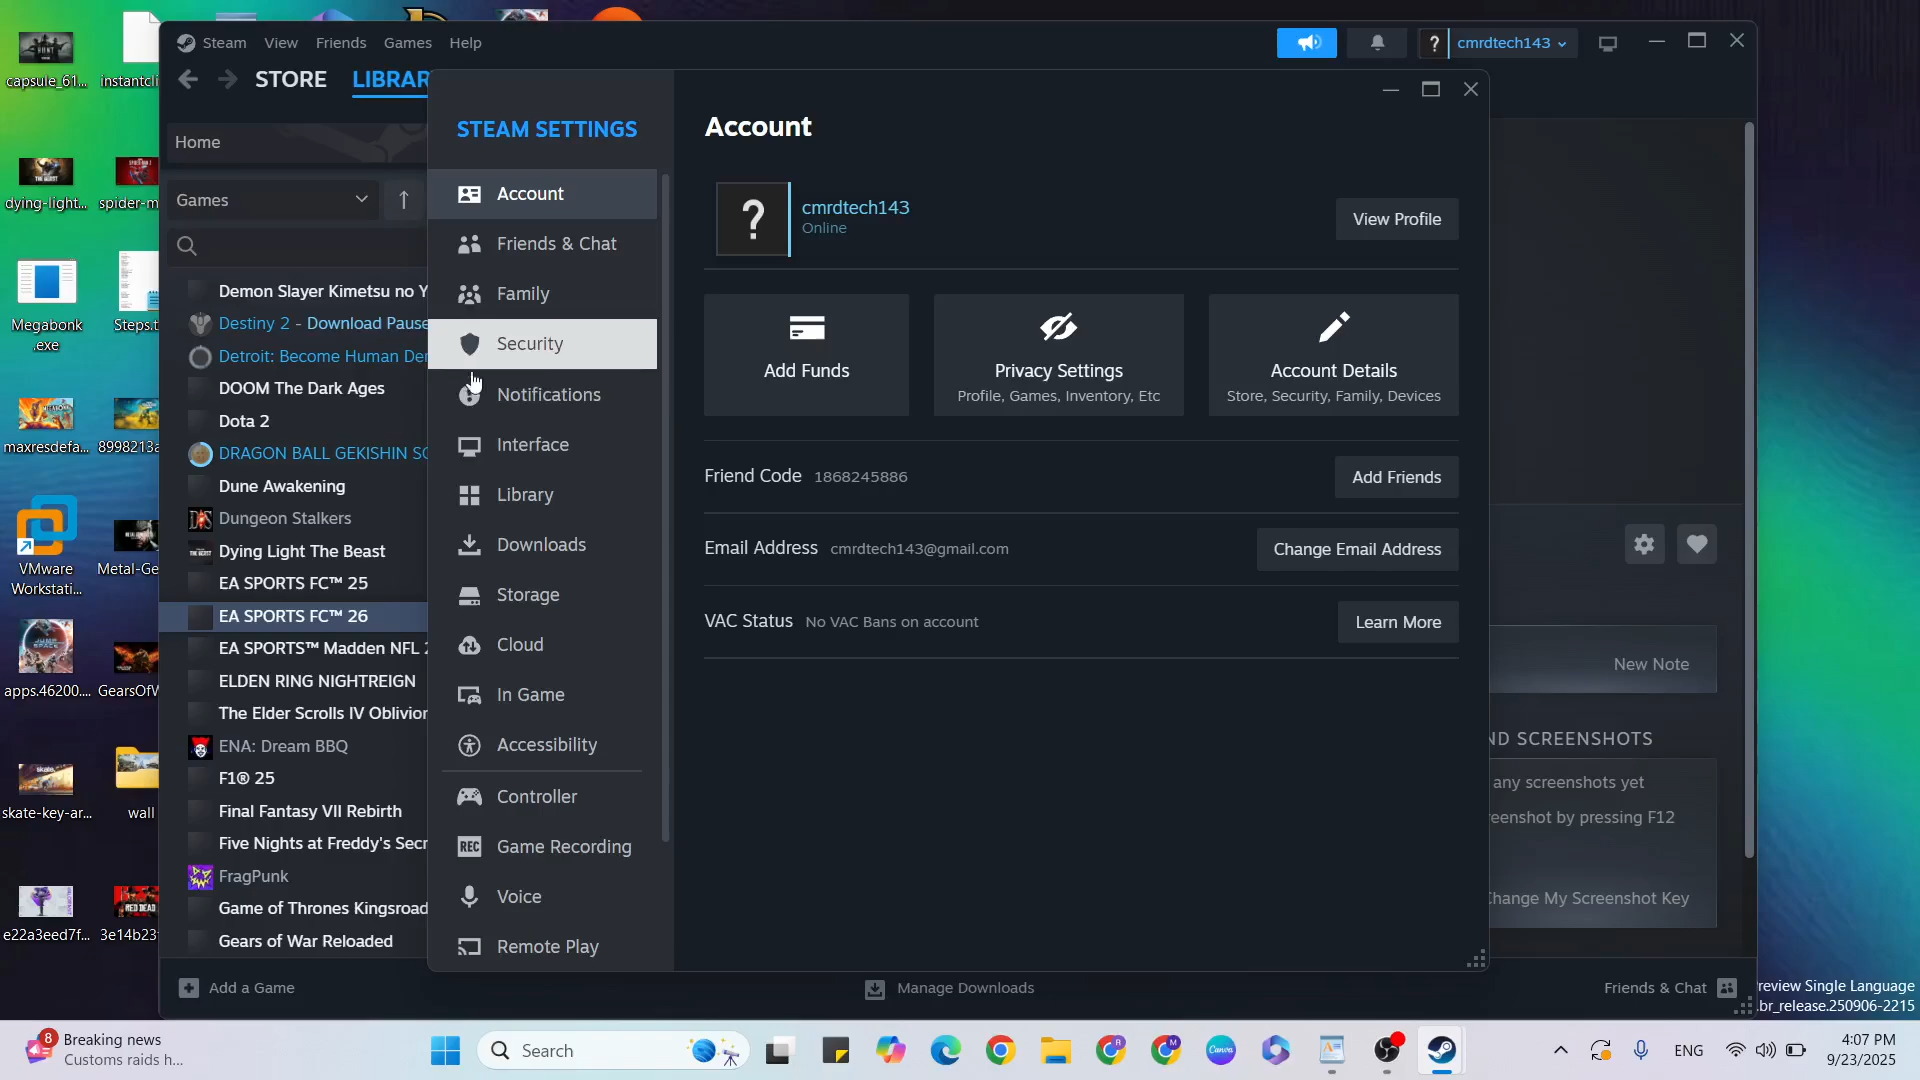 capsule_61...
instantcli
dying-light...
spider-m
Megabonk
.exe
Steps.t
maxresdefa...
8998213a
VMware
Workstati...
Metal-Ge
apps.46200....
GearsOfW
skate-key-ar...
wall
e22a3eed7f...
3e14b23
Steam
View
Friends
Games
Help
cmrdtech143
STORE
LIBRAR
Home
Games
Demon Slayer Kimetsu no Y
Destiny 2 - Download Pause
Detroit: Become Human De
DOOM The Dark Ages
Dota 2
DRAGON BALL GEKISHIN SQ
Dune Awakening
Dungeon Stalkers
Dying Light The Beast
EA SPORTS FC™ 25
EA SPORTS FC™ 26
EA SPORTS™ Madden NFL 2
ELDEN RING NIGHTREIGN
The Elder Scrolls IV Oblivion
ENA: Dream BBQ
F1® 25
Final Fantasy VII Rebirth
Five Nights at Freddy's Secr
FragPunk
Game of Thrones Kingsroad
Gears of War Reloaded
Add a Game
STEAM SETTINGS
Account
Friends & Chat
Family
Security
Notifications
Interface
Library
Downloads
Storage
Cloud
In Game
Accessibility
Controller
REC
Game Recording
Voice
Remote Play
Account
?
cmrdtech143
Online
View Profile
Add Funds
Privacy Settings
Profile, Games, Inventory, Etc
Account Details
Store, Security, Family, Devices
Friend Code 1868245886
Add Friends
Email Address cmrdtech143@gmail.com
Change Email Address
VAC Status No VAC Bans on account
Learn More
New Note
ND SCREENSHOTS
any screenshots yet
reenshot by pressing F12
Change My Screenshot Key
Manage Downloads
Friends & Chat
review Single Language
br_release.250906-2215
8
Breaking news
Customs raids h...
Search
ENG
4:07 PM
9/23/2025